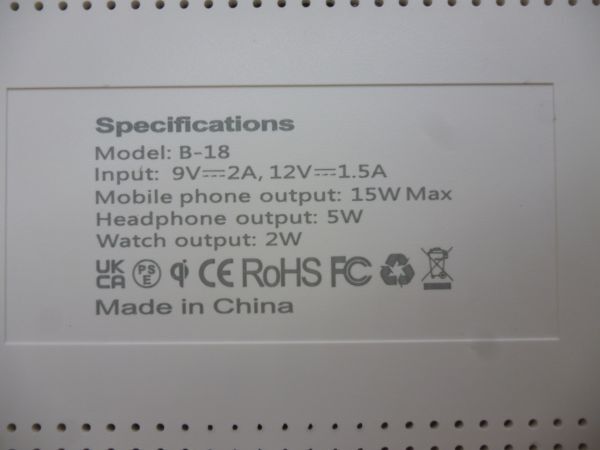 Specifications
Model: B-18
Input: 9V⎓2A, 12V⎓1.5A
Mobile phone output: 15W Max
Headphone output: 5W
Watch output: 2W
UK CA PS E CE RoHS FC
Made in China